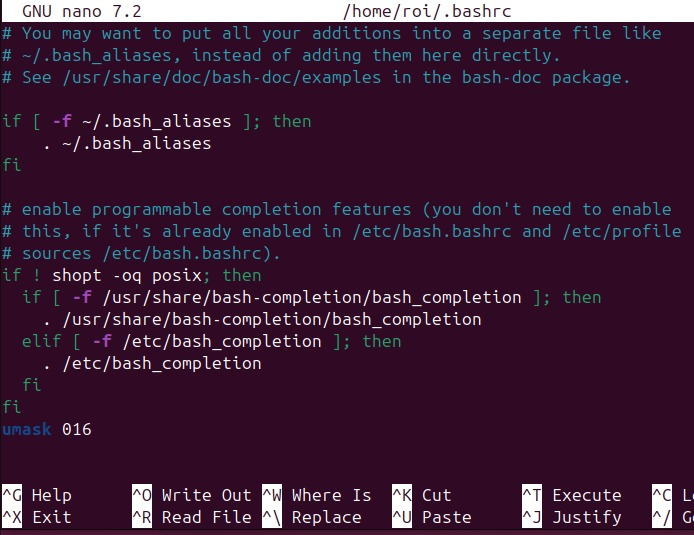 GNU nano 7.2 /home/roi/.bashrc
# You may want to put all your additions into a separate file like
# ~/.bash_aliases, instead of adding them here directly.
# See /usr/share/doc/bash-doc/examples in the bash-doc package.
if [ -f ~/.bash_aliases ]; then
. ~/.bash_aliases
fi
# enable programmable completion features (you don't need to enable
# this, if it's already enabled in /etc/bash.bashrc and /etc/profile
# sources /etc/bash.bashrc).
if ! shopt -oq posix; then
if [ -f /usr/share/bash-completion/bash_completion ]; then
. /usr/share/bash-completion/bash_completion
elif [ -f /etc/bash_completion ]; then
. /etc/bash_completion
fi
fi
umask 016
^G Help ^O Write Out ^W Where Is ^K Cut ^T Execute ^C
^X Exit ^R Read File ^\ Replace ^U Paste ^J Justify ^/